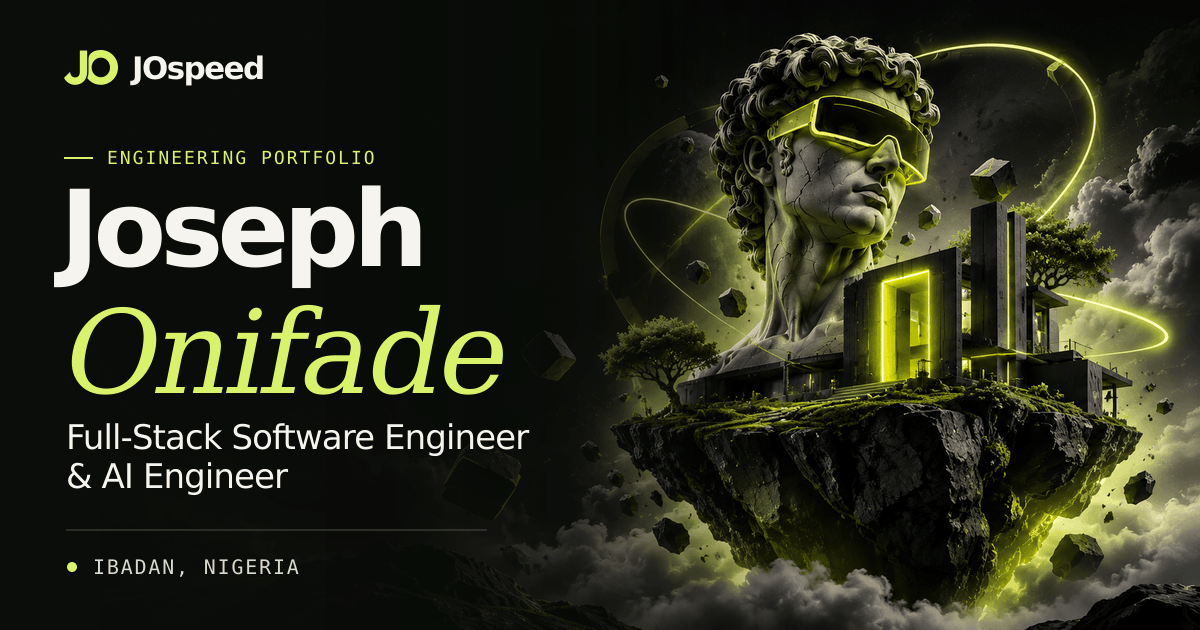 JO JOspeed
ENGINEERING PORTFOLIO
Joseph
Onifade
Full-Stack Software Engineer
& AI Engineer
IBADAN, NIGERIA